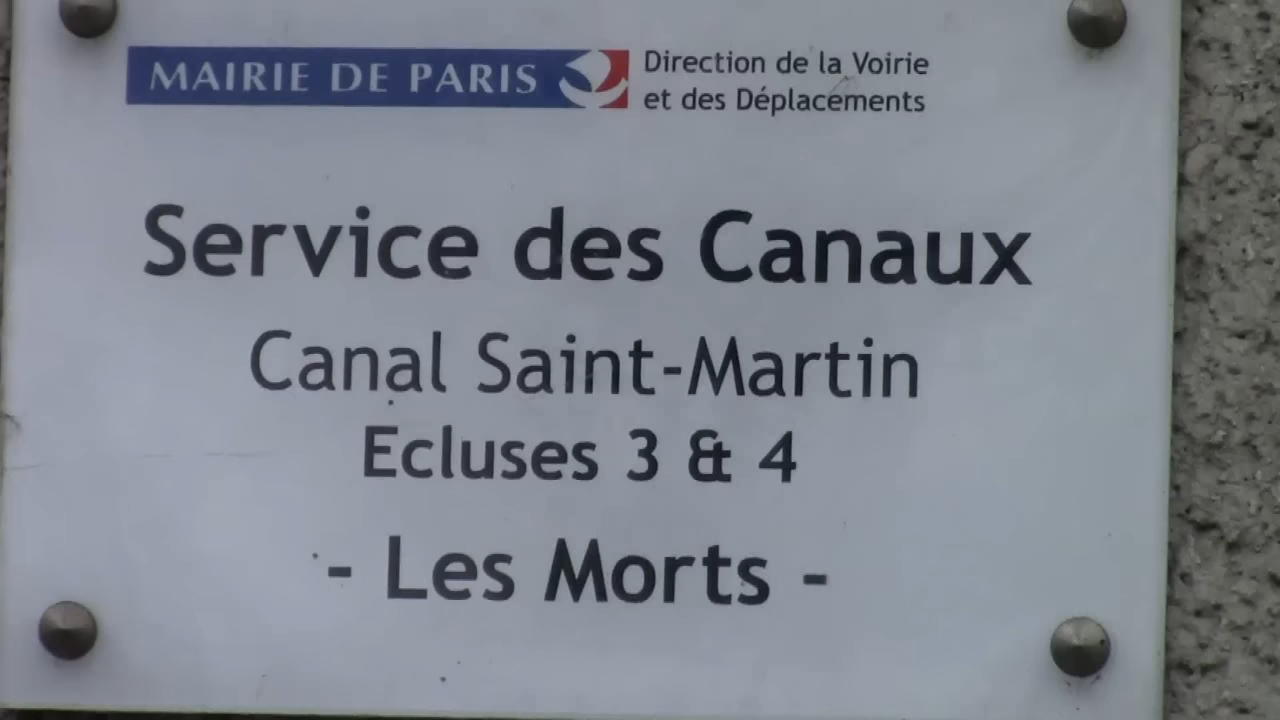 MAIRIE DE PARIS
Direction de la Voirie
et des Déplacements
Service des Canaux
Canal Saint-Martin
Ecluses 3 & 4
- Les Morts -